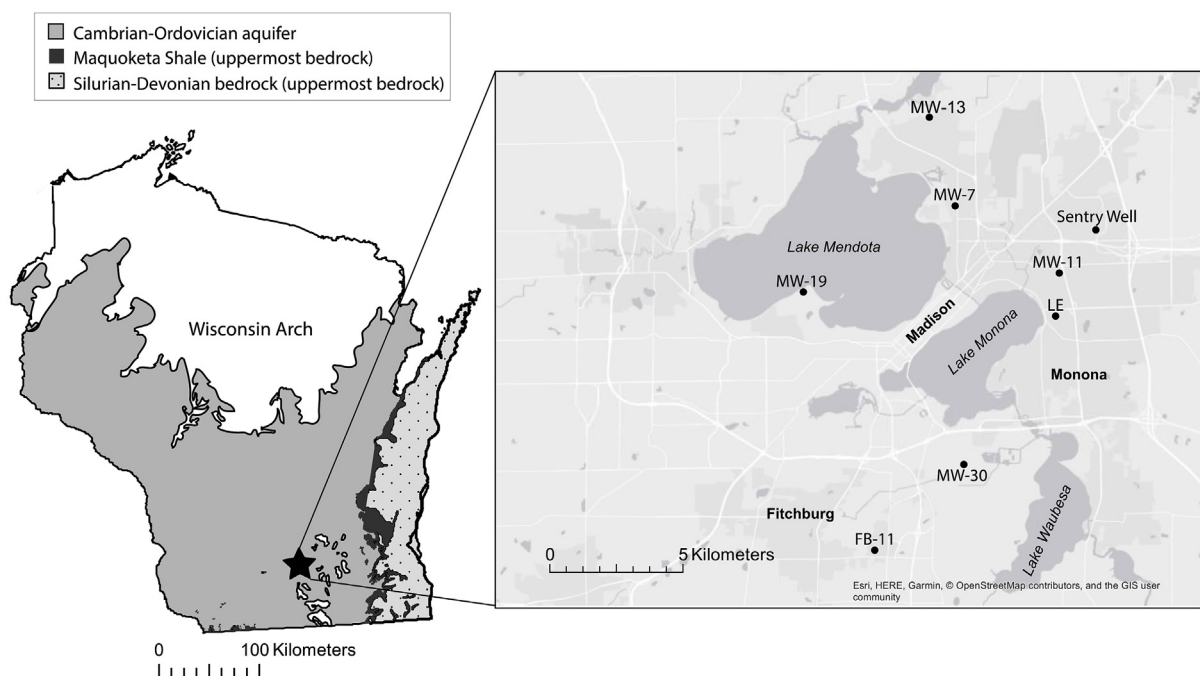 Cambrian-Ordovician aquifer
Maquoketa Shale (uppermost bedrock)
Silurian-Devonian bedrock (uppermost bedrock)
Wisconsin Arch
0 100 Kilometers
MW-13
MW-7
Sentry Well
Lake Mendota
MW-11
MW-19
LE
Madison
Lake Monona
Monona
MW-30
Fitchburg
Lake Waubesa
FB-11
0 5 Kilometers
Esri, HERE, Garmin, © OpenStreetMap contributors, and the GIS user
community